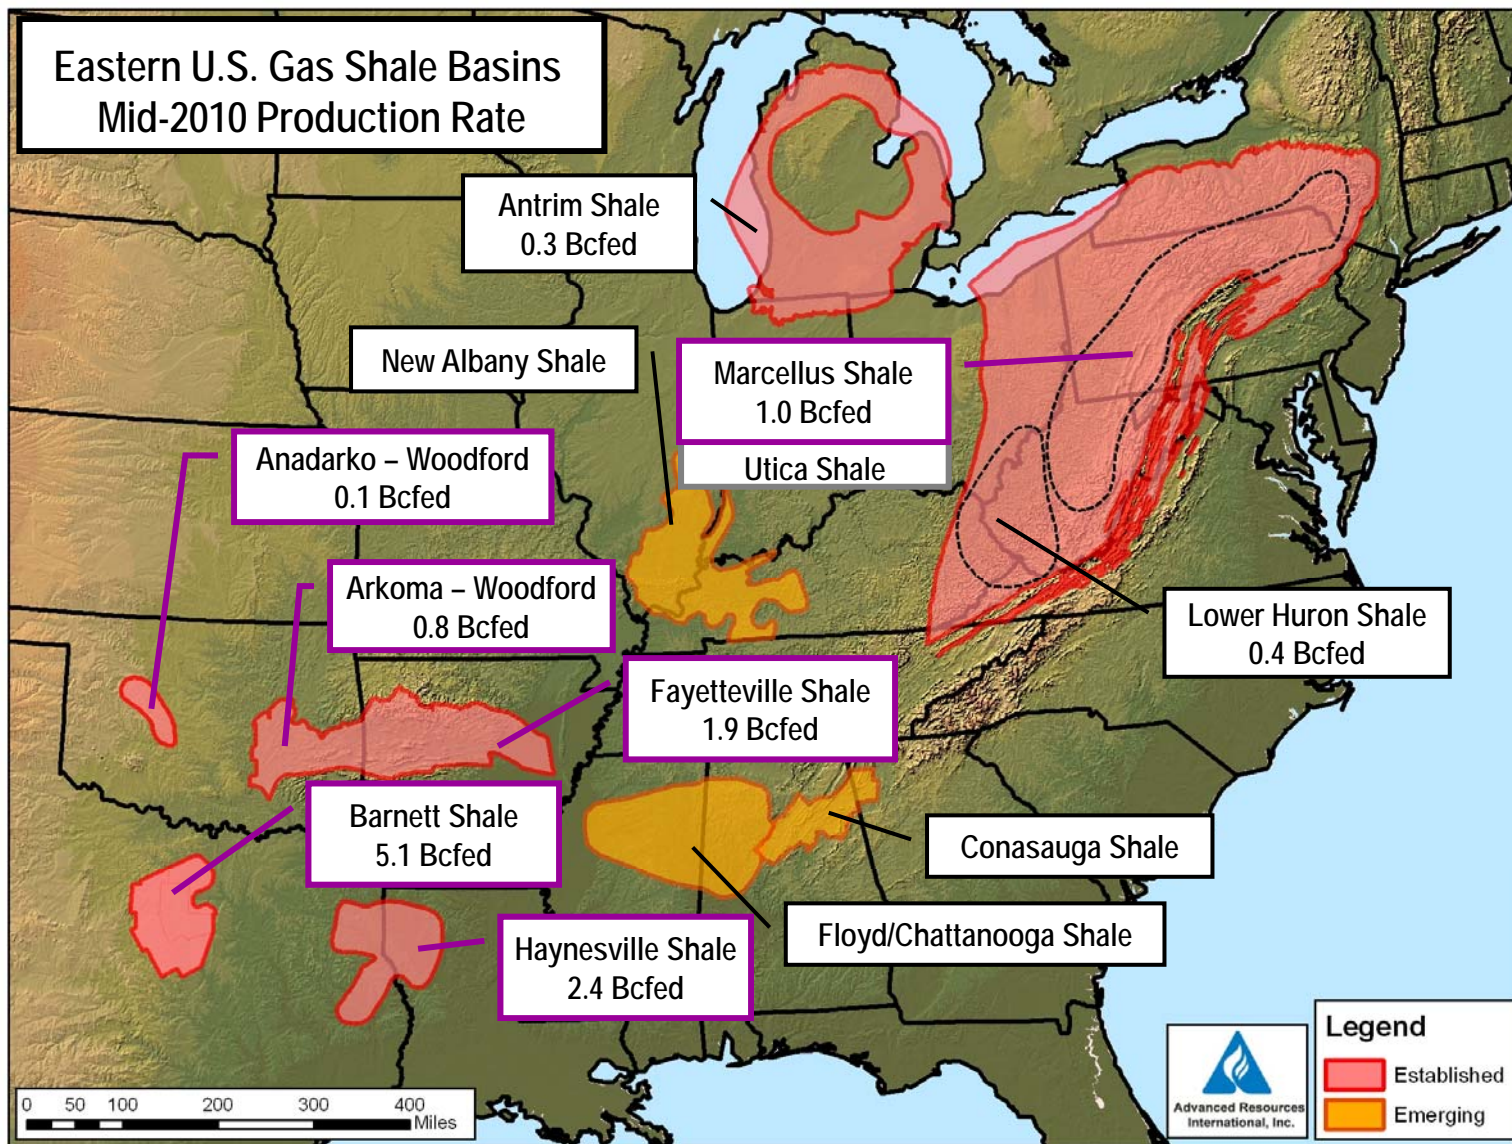 Eastern U.S. Gas Shale Basins
Mid-2010 Production Rate
Antrim Shale
0.3 Bcfed
New Albany Shale
Marcellus Shale
1.0 Bcfed
Utica Shale
Anadarko – Woodford
0.1 Bcfed
Arkoma – Woodford
0.8 Bcfed
Lower Huron Shale
0.4 Bcfed
Fayetteville Shale
1.9 Bcfed
Barnett Shale
5.1 Bcfed
Conasauga Shale
Floyd/Chattanooga Shale
Haynesville Shale
2.4 Bcfed
0 50 100 200 300 400
Miles
Advanced Resources
International, Inc.
Legend
Established
Emerging